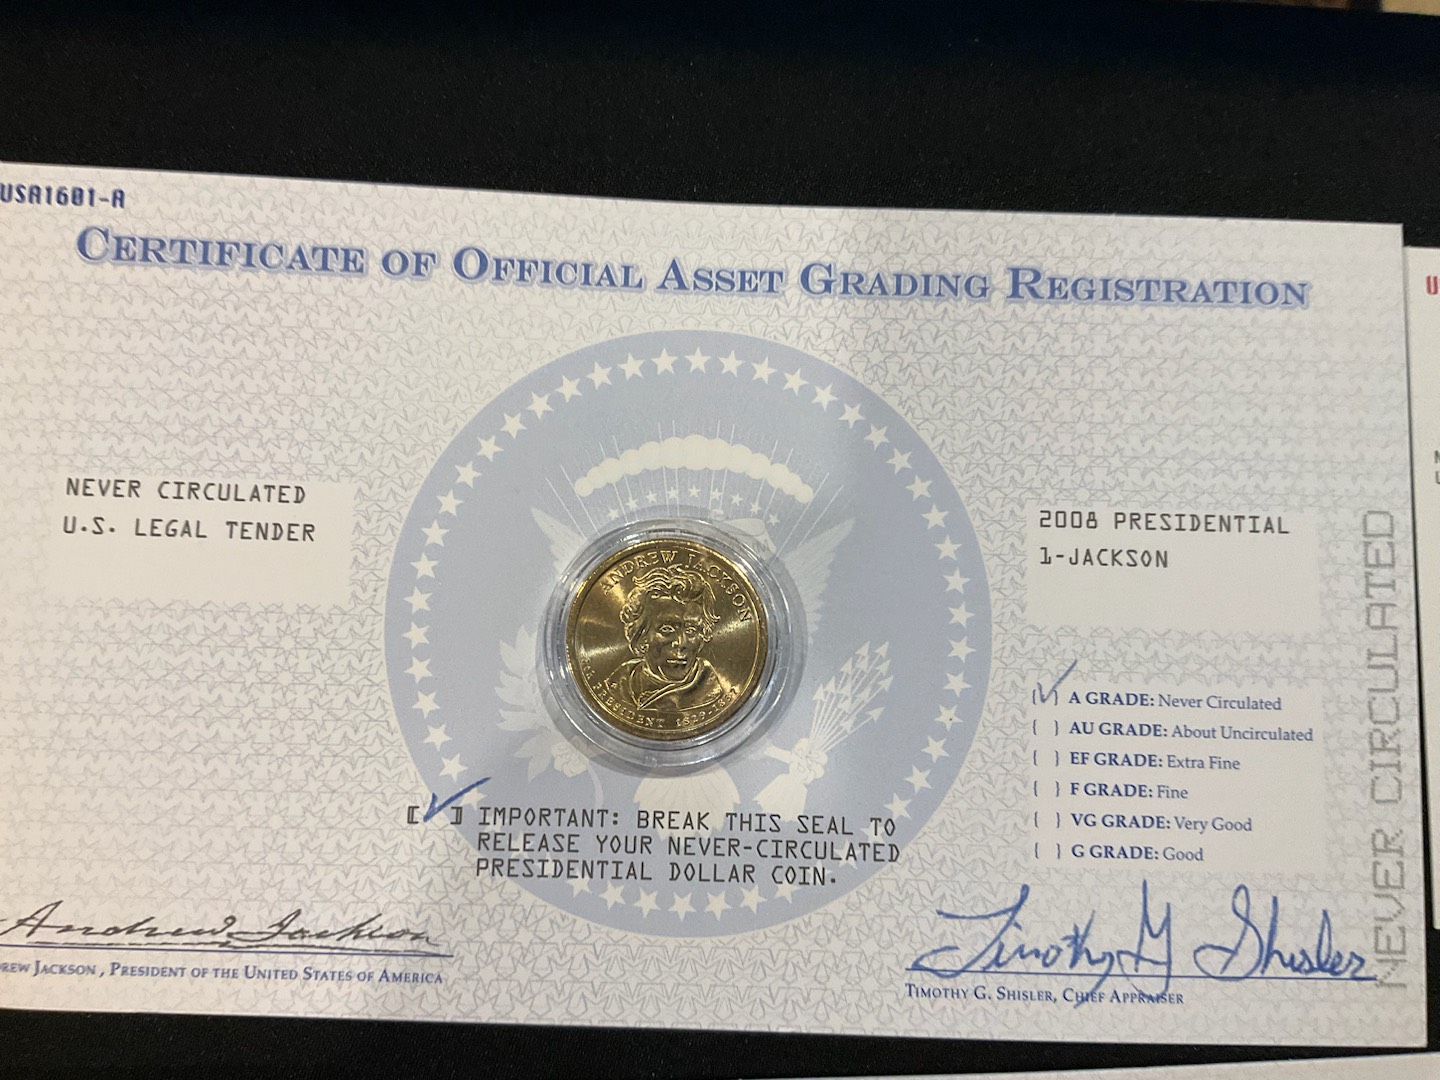 USA1601-A
CERTIFICATE OF OFFICIAL ASSET GRADING REGISTRATION
NEVER CIRCULATED
U.S. LEGAL TENDER
2008 PRESIDENTIAL
1-JACKSON
ANDREW JACKSON
PRESIDENT 1829-1837
{ } A GRADE: Never Circulated
{ } AU GRADE: About Uncirculated
{ } EF GRADE: Extra Fine
{ } F GRADE: Fine
{ } VG GRADE: Very Good
{ } G GRADE: Good
NEVER CIRCULATED
[ ] IMPORTANT: BREAK THIS SEAL TO
RELEASE YOUR NEVER-CIRCULATED
PRESIDENTIAL DOLLAR COIN.
Andrew Jackson
JACKSON, PRESIDENT OF THE UNITED STATES OF AMERICA
Timothy G Shisler
TIMOTHY G. SHISLER, CHIEF APPRAISER